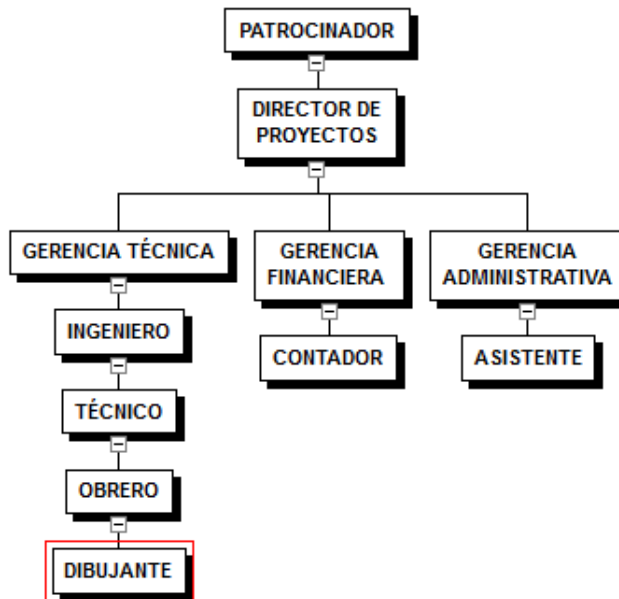 PATROCINADOR
DIRECTOR DE
PROYECTOS
GERENCIA TÉCNICA
GERENCIA
FINANCIERA
GERENCIA
ADMINISTRATIVA
INGENIERO
CONTADOR
ASISTENTE
TÉCNICO
OBRERO
DIBUJANTE